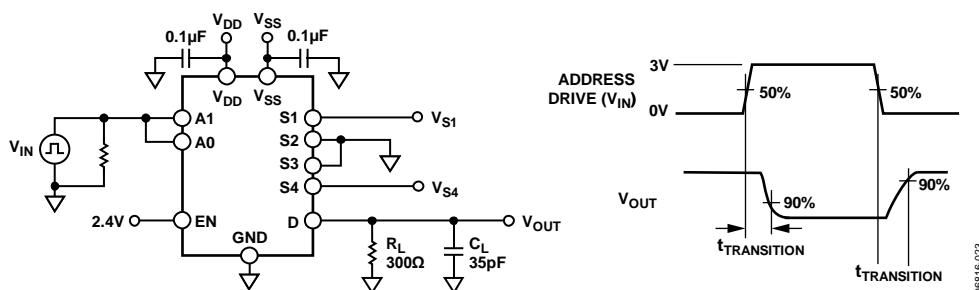 V_DD V_SS
0.1µF 0.1µF
V_DD V_SS
A1 S1 V_S1
A0 S2
V_IN S3
S4 V_S4
2.4V EN D V_OUT
GND
R_L
300Ω
C_L
35pF
3V
ADDRESS
DRIVE (V_IN)
0V
50% 50%
V_OUT
90% 90%
t_TRANSITION
t_TRANSITION